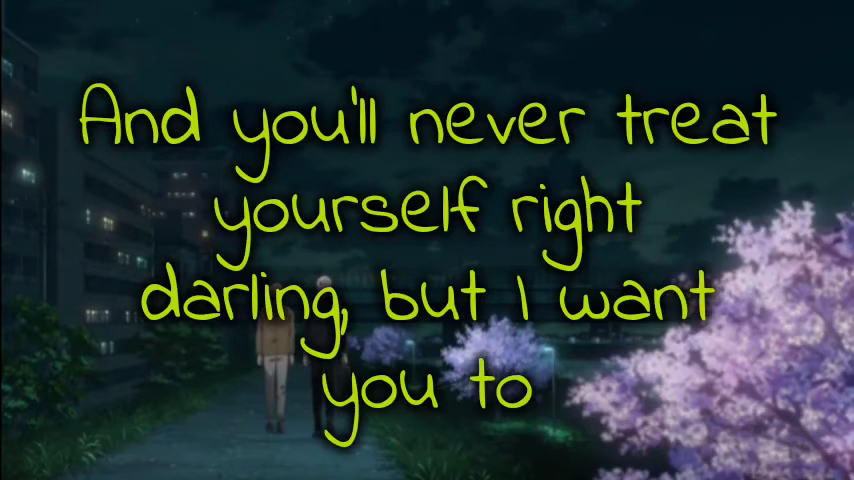 And you'll never treat
yourself right
darling, but I want
you to